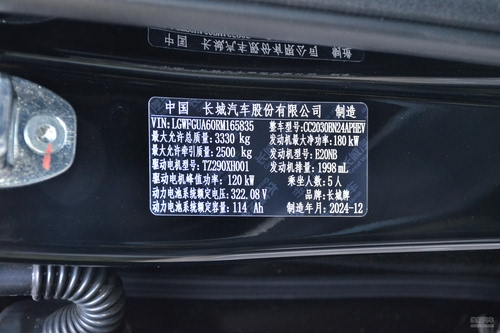 中国 长城汽车股份有限公司 制造
VIN:LGWFGUA60RM165835 整车型号:CC2030BN24APHEV
最大允许总质量:3330 kg 发动机最大净功率:180 kW
最大允许牵引质量:2500 kg 发动机型号:E20NB
驱动电机型号:TZ290XH001 发动机排量:1998 mL
驱动电机峰值功率:120 kW 乘坐人数:5人
动力电池系统额定电压:322.08 V 品牌:长城牌
动力电池系统额定容量:114 Ah 制造年月:2024-12